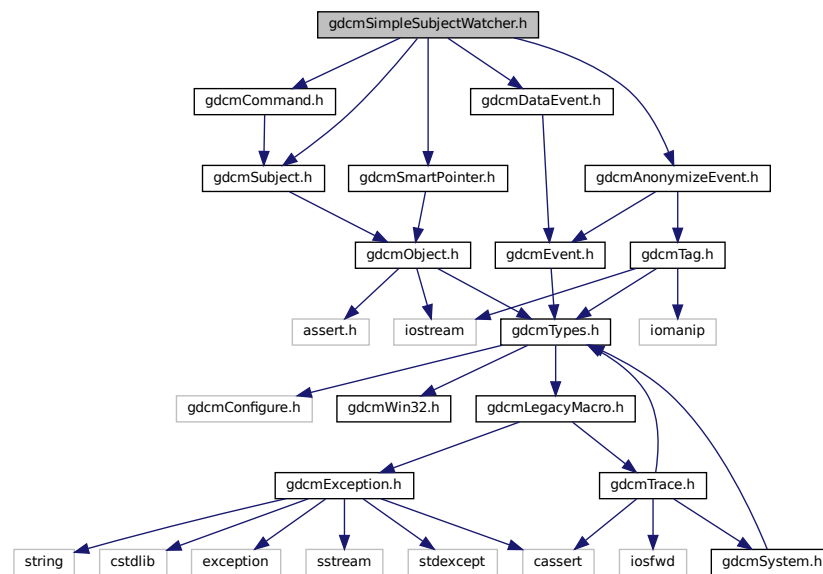 gdcmSimpleSubjectWatcher.h
gdcmCommand.h
gdcmDataEvent.h
gdcmSubject.h
gdcmSmartPointer.h
gdcmAnonymizeEvent.h
gdcmObject.h
gdcmEvent.h
gdcmTag.h
assert.h
iostream
gdcmTypes.h
iomanip
gdcmConfigure.h
gdcmWin32.h
gdcmLegacyMacro.h
gdcmException.h
gdcmTrace.h
string
cstdlib
exception
sstream
stdexcept
cassert
iosfwd
gdcmSystem.h